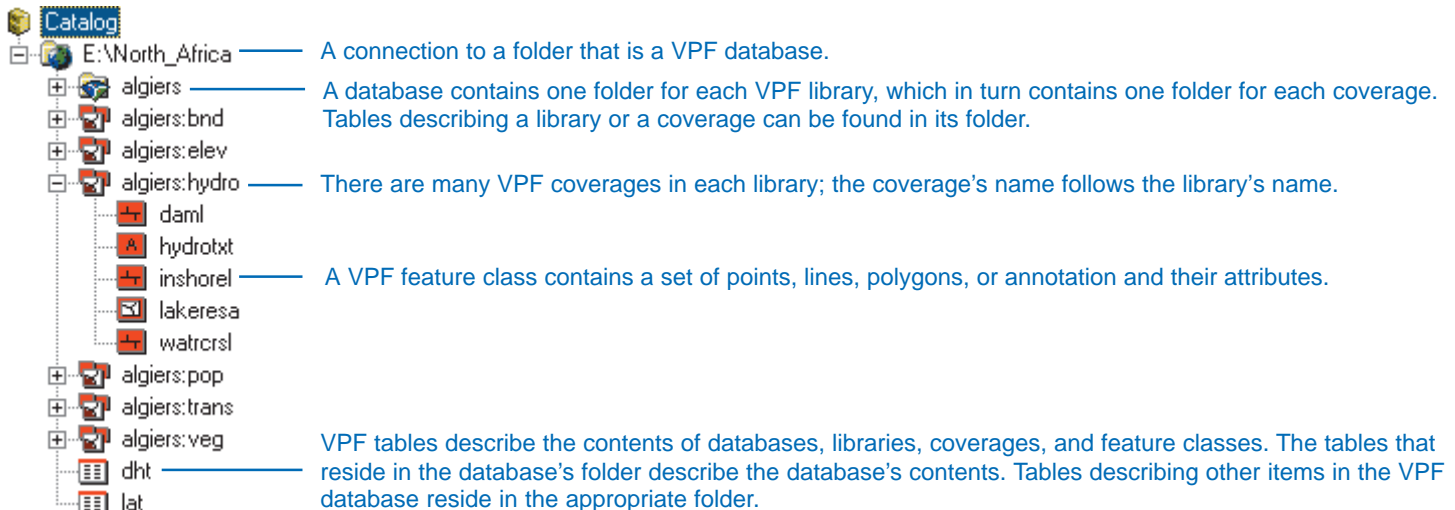 Catalog
E:\North_Africa
A connection to a folder that is a VPF database.
algiers
A database contains one folder for each VPF library, which in turn contains one folder for each coverage.
Tables describing a library or a coverage can be found in its folder.
algiers:bnd
algiers:elev
algiers:hydro
There are many VPF coverages in each library; the coverage’s name follows the library’s name.
daml
A hydrotxt
inshorel
A VPF feature class contains a set of points, lines, polygons, or annotation and their attributes.
lakeresa
watrcrsl
algiers:pop
algiers:trans
algiers:veg
VPF tables describe the contents of databases, libraries, coverages, and feature classes. The tables that
dht
reside in the database’s folder describe the database’s contents. Tables describing other items in the VPF
lat
database reside in the appropriate folder.